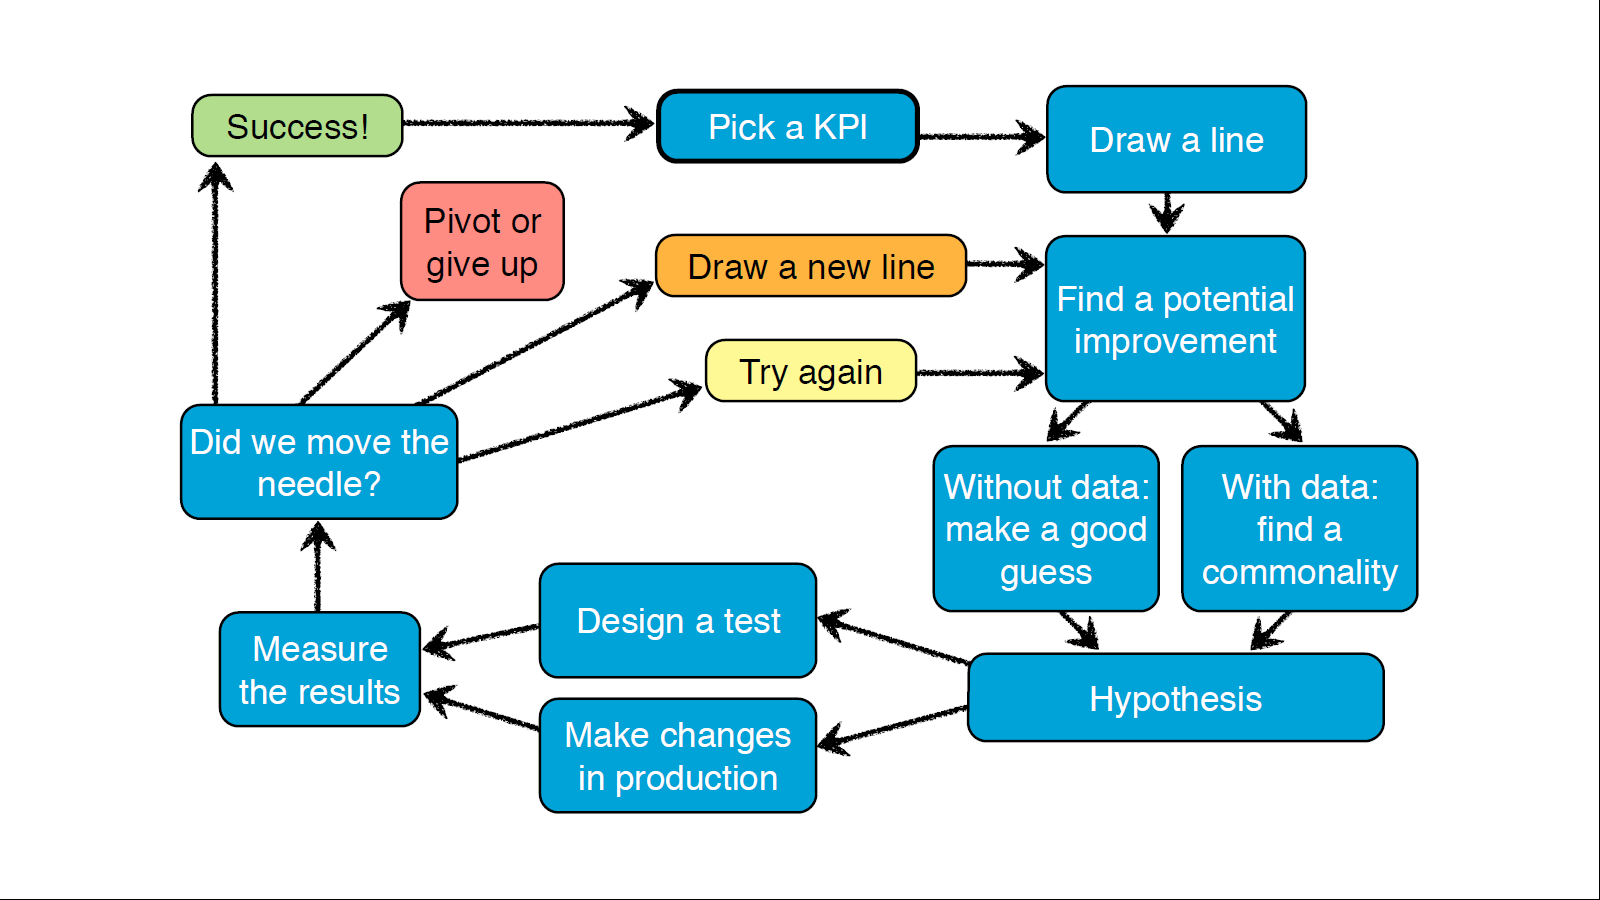 Success!
Pick a KPI
Draw a line
Pivot or
give up
Draw a new line
Find a potential
improvement
Try again
Did we move the
needle?
Without data:
make a good
guess
With data:
find a
commonality
Design a test
Measure
the results
Hypothesis
Make changes
in production